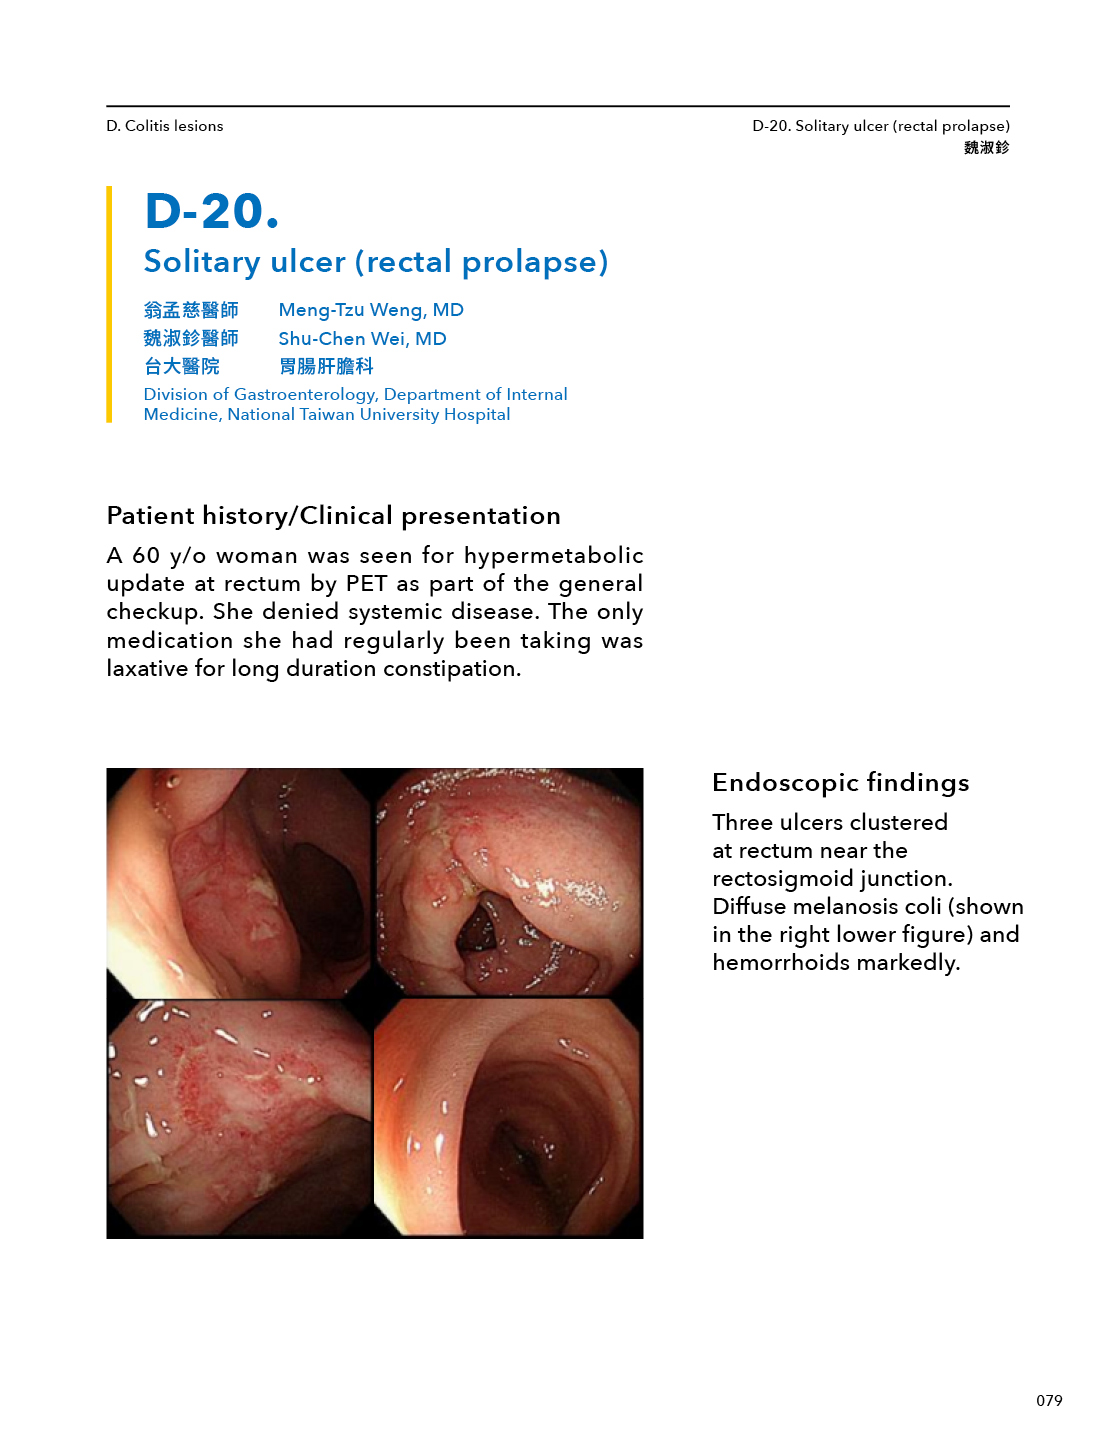 D. Colitis lesions
D-20. Solitary ulcer (rectal prolapse)
魏淑鉁
D-20.
Solitary ulcer (rectal prolapse)
翁孟慈醫師 Meng-Tzu Weng, MD
魏淑鉁醫師 Shu-Chen Wei, MD
台大醫院 胃腸肝膽科
Division of Gastroenterology, Department of Internal
Medicine, National Taiwan University Hospital
Patient history/Clinical presentation
A 60 y/o woman was seen for hypermetabolic
update at rectum by PET as part of the general
checkup. She denied systemic disease. The only
medication she had regularly been taking was
laxative for long duration constipation.
Endoscopic findings
Three ulcers clustered
at rectum near the
rectosigmoid junction.
Diffuse melanosis coli (shown
in the right lower figure) and
hemorrhoids markedly.
079